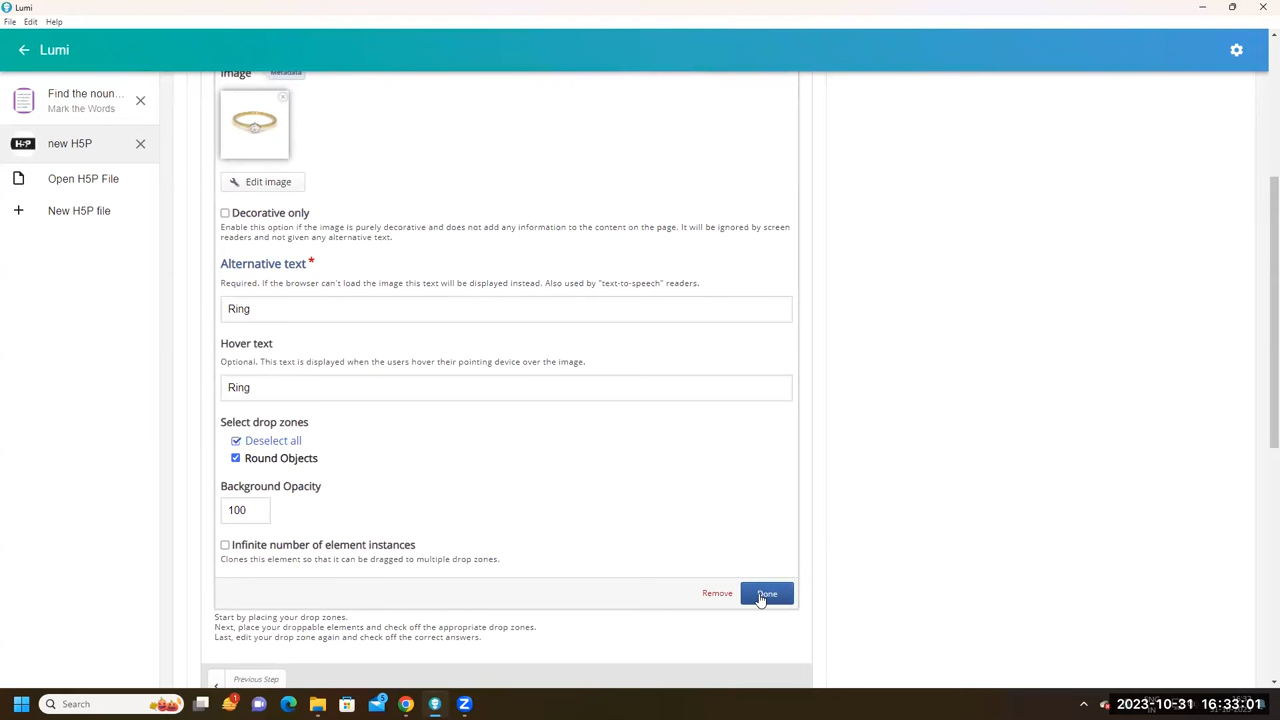 Lumi
File Edit Help
Lumi
Find the noun...
Mark the Words
H-P new H5P
Open H5P File
New H5P file
Image Metadata
Edit image
Decorative only
Enable this option if the image is purely decorative and does not add any information to the content on the page. It will be ignored by screen
readers and not given any alternative text.
Alternative text *
Required. If the browser can't load the image this text will be displayed instead. Also used by "text-to-speech" readers.
Ring
Hover text
Optional. This text is displayed when the users hover their pointing device over the image.
Ring
Select drop zones
Deselect all
Round Objects
Background Opacity
100
Infinite number of element instances
Clones this element so that it can be dragged to multiple drop zones.
Remove Done
Start by placing your drop zones.
Next, place your droppable elements and check off the appropriate drop zones.
Last, edit your drop zone again and check off the correct answers.
Previous Step
Search
2023-10-31 16:33:01